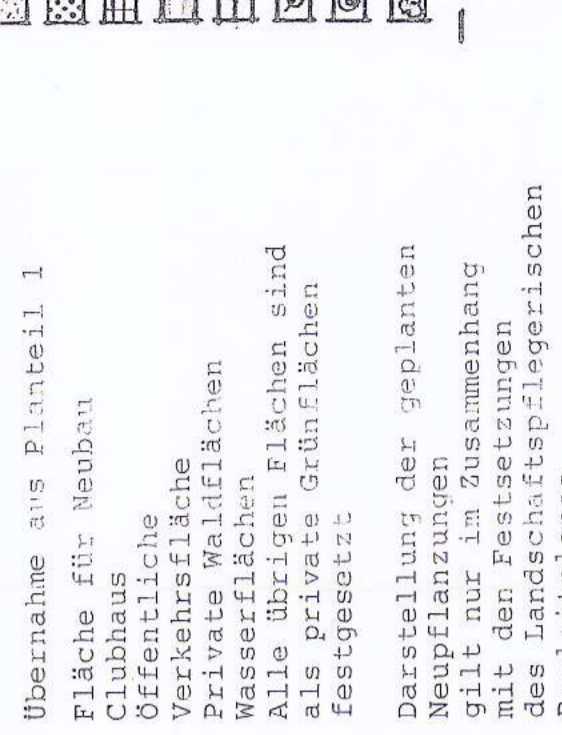 Übernahme aus Planteil 1
Fläche für Neubau
Clubhaus
Öffentliche
Verkehrsfläche
Private Waldflächen
Wasserflächen
Alle übrigen Flächen sind
als private Grünflächen
festgesetzt
Darstellung der geplanten
Neupflanzungen
gilt nur im Zusammenhang
mit den Festsetzungen
des Landschaftspflegerischen